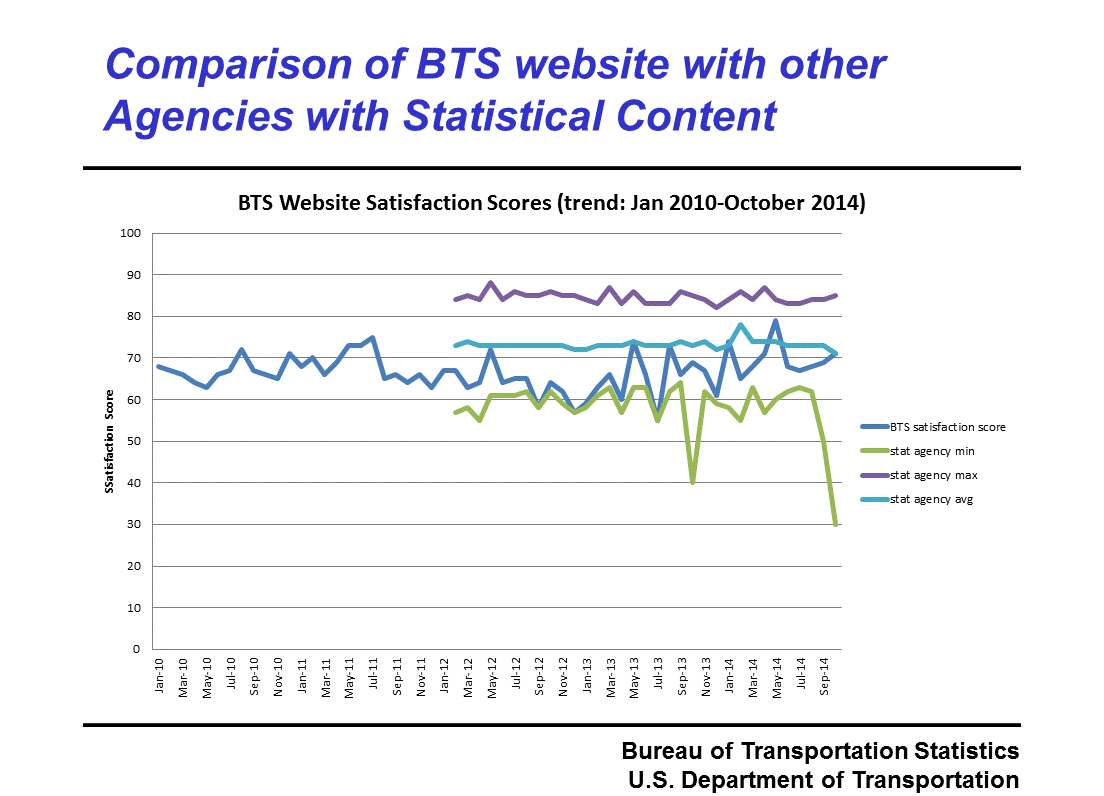 Comparison of BTS website with other
Agencies with Statistical Content
BTS Website Satisfaction Scores (trend: Jan 2010-October 2014)
SSatisfaction Score
100
90
80
70
60
50
40
30
20
10
0
Jan-10
Mar-10
May-10
Jul-10
Sep-10
Nov-10
Jan-11
Mar-11
May-11
Jul-11
Sep-11
Nov-11
Jan-12
Mar-12
May-12
Jul-12
Sep-12
Nov-12
Jan-13
Mar-13
May-13
Jul-13
Sep-13
Nov-13
Jan-14
Mar-14
May-14
Jul-14
Sep-14
BTS satisfaction score
stat agency min
stat agency max
stat agency avg
Bureau of Transportation Statistics
U.S. Department of Transportation